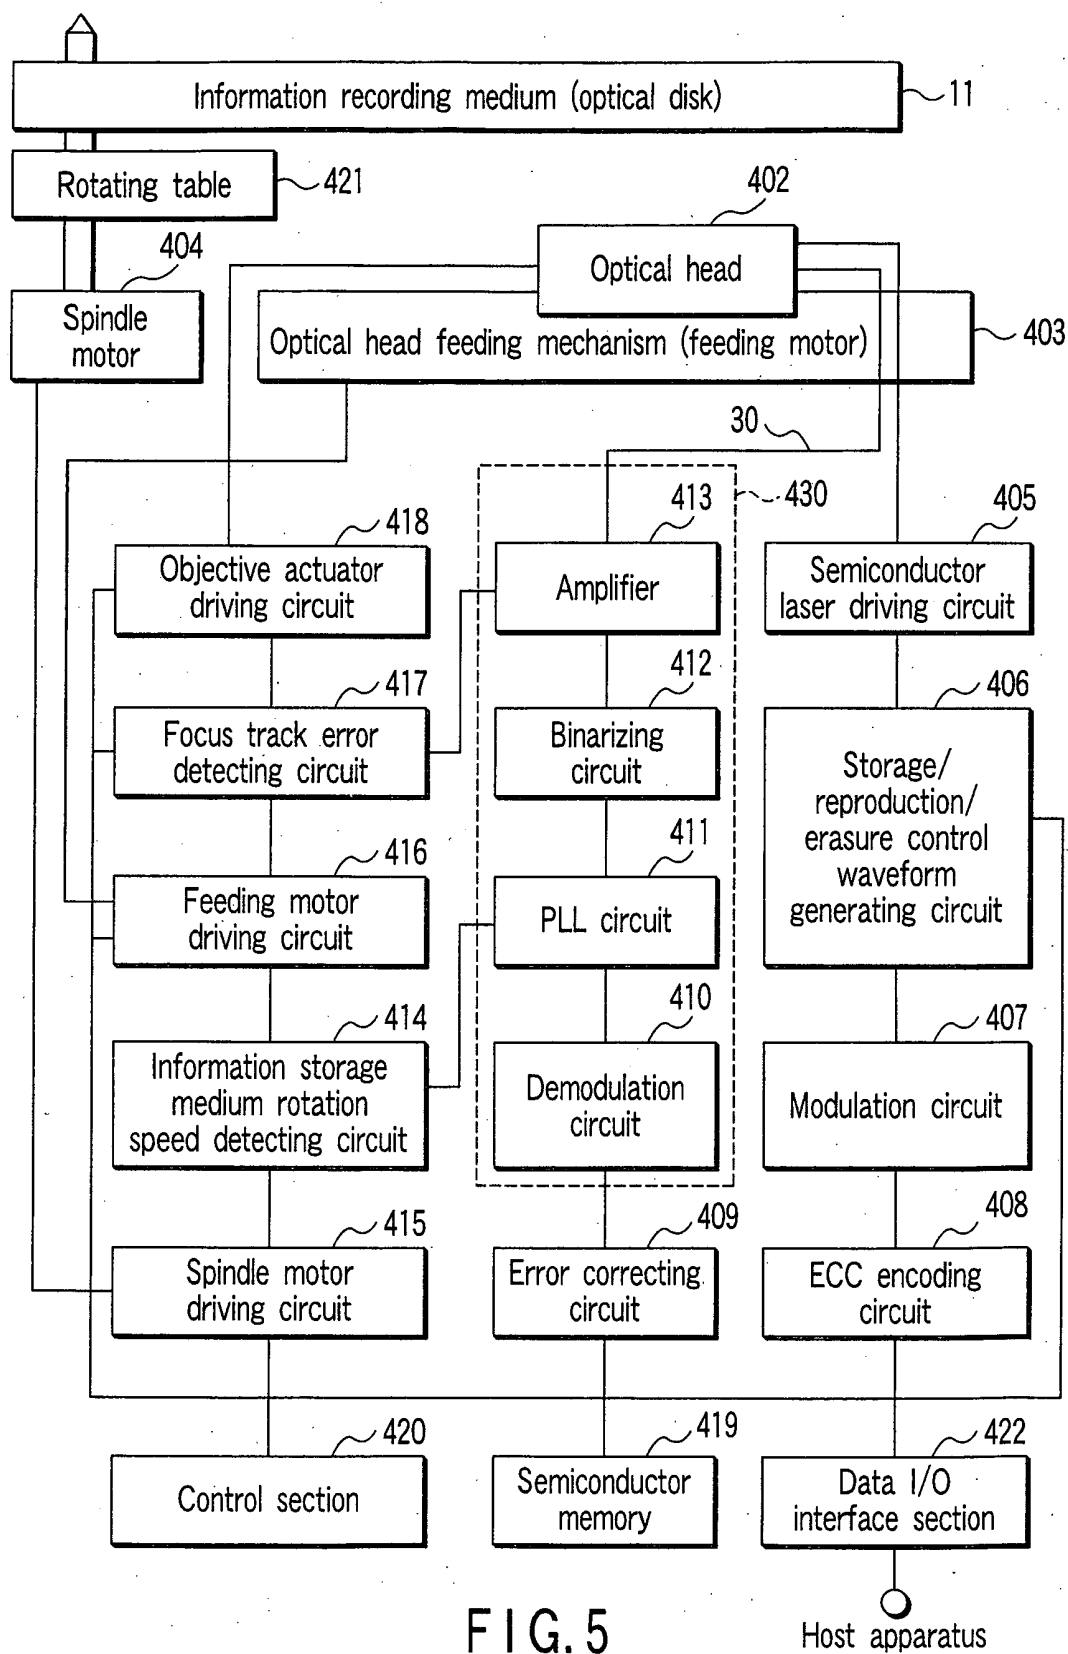 Information recording medium (optical disk)
11
Rotating table
421
404
Spindle
motor
402
Optical head
Optical head feeding mechanism (feeding motor)
403
30
430
418
Objective actuator
driving circuit
413
Amplifier
405
Semiconductor
laser driving circuit
417
Focus track error
detecting circuit
412
Binarizing
circuit
406
Storage/
reproduction/
erasure control
waveform
generating circuit
416
Feeding motor
driving circuit
411
PLL circuit
414
Information storage
medium rotation
speed detecting circuit
410
Demodulation
circuit
407
Modulation circuit
415
Spindle motor
driving circuit
409
Error correcting
circuit
408
ECC encoding
circuit
420
Control section
419
Semiconductor
memory
422
Data I/O
interface section
Host apparatus
FIG. 5